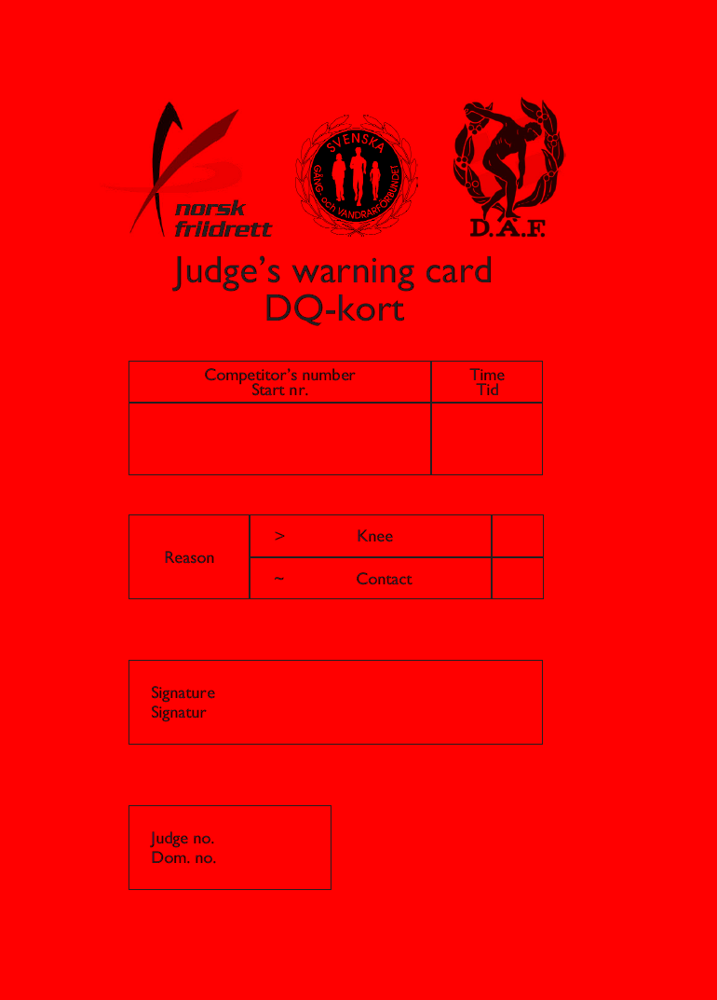 norsk
friidrett
SVENSKA
GÅNG- och VANDRARFÖRBUNDET
D.A.F.
Judge's warning card
DQ-kort
Competitor's number
Start nr.
Time
Tid
Reason
> Knee
~ Contact
Signature
Signatur
Judge no.
Dom. no.